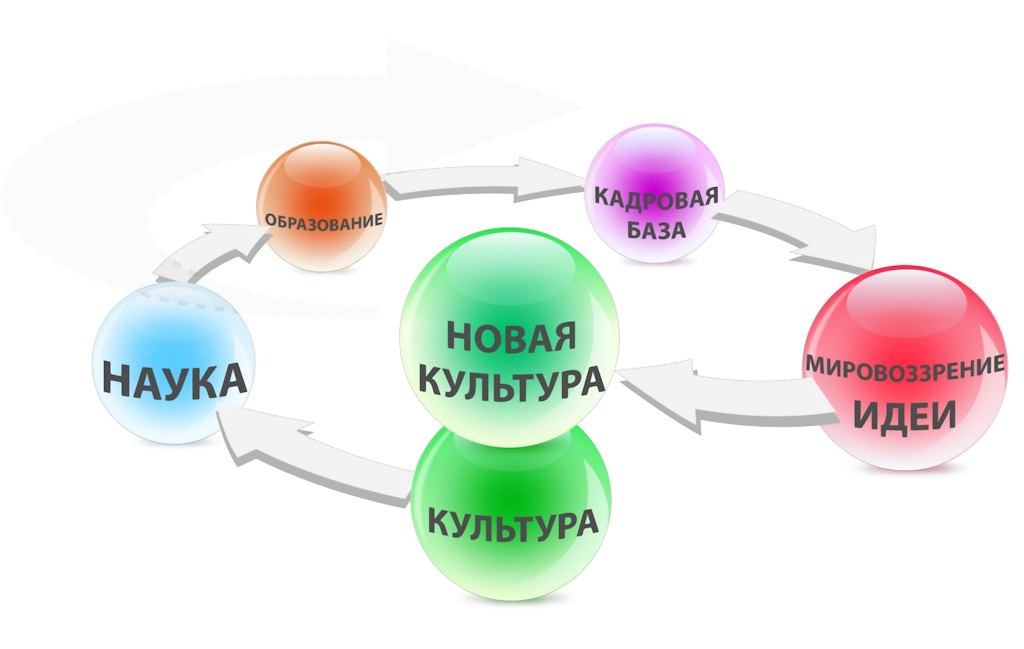 ОБРАЗОВАНИЕ
КАДРОВАЯ
БАЗА
НАУКА
НОВАЯ
КУЛЬТУРА
МИРОВОЗЗРЕНИЕ
ИДЕИ
КУЛЬТУРА